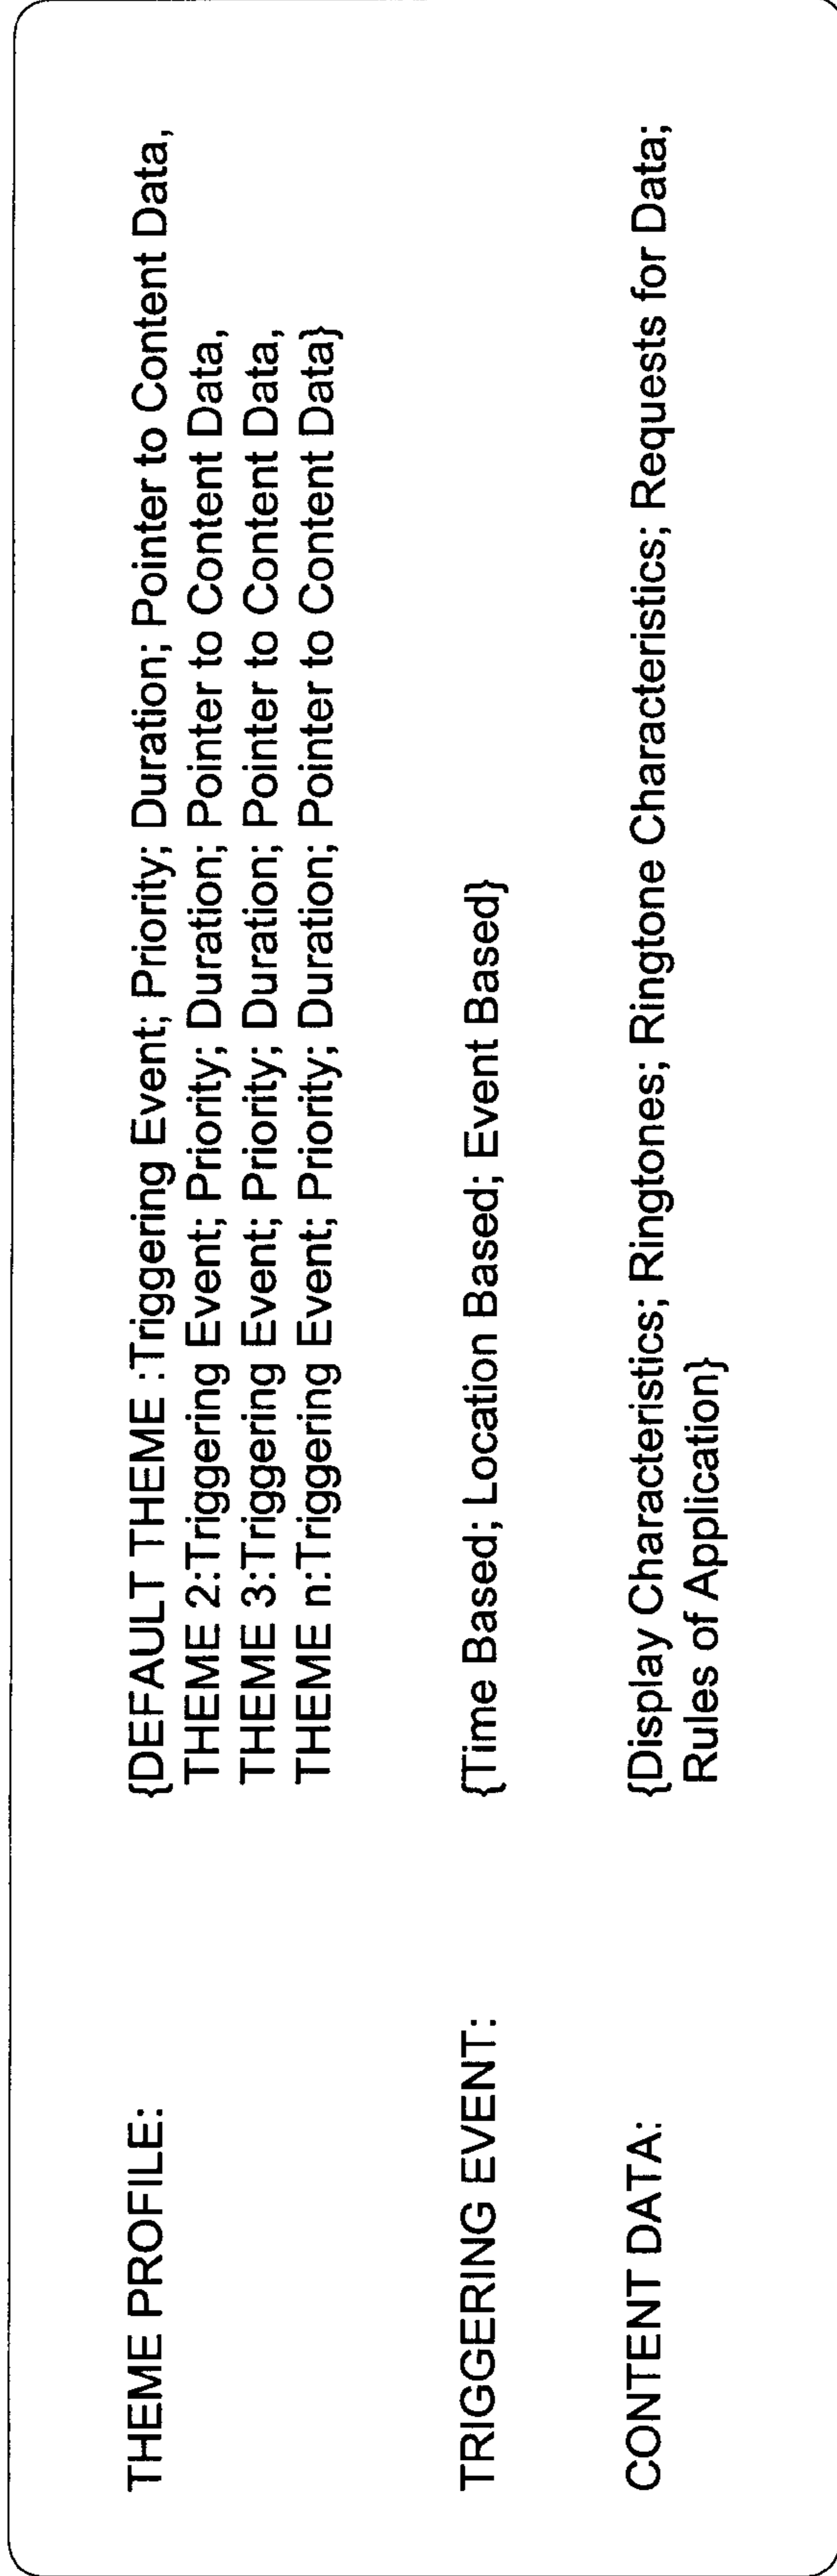 THEME PROFILE: {DEFAULT THEME :Triggering Event; Priority; Duration; Pointer to Content Data,
THEME 2:Triggering Event; Priority; Duration; Pointer to Content Data,
THEME 3:Triggering Event; Priority; Duration; Pointer to Content Data,
THEME n:Triggering Event; Priority; Duration; Pointer to Content Data}
TRIGGERING EVENT: {Time Based; Location Based; Event Based}
CONTENT DATA: {Display Characteristics; Ringtones; Ringtone Characteristics; Requests for Data;
Rules of Application}